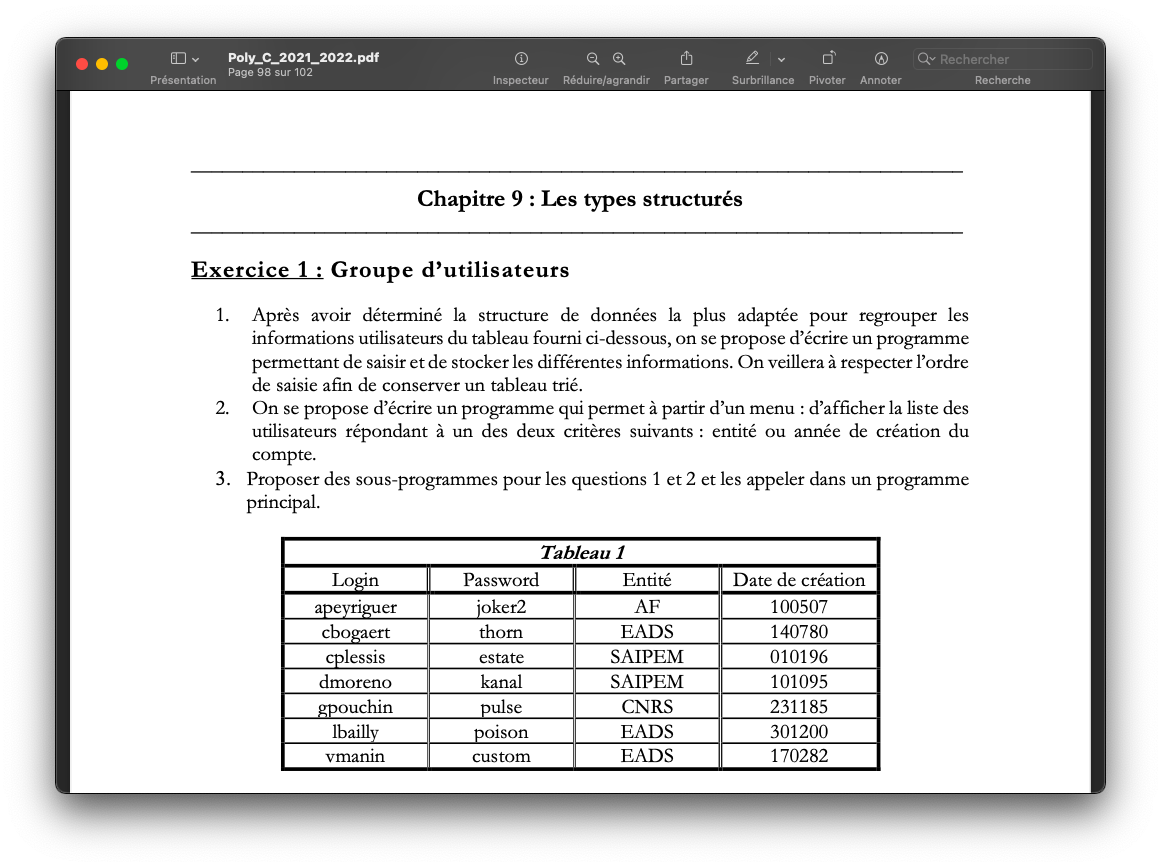 Poly_C_2021_2022.pdf
Page 98 sur 102
Présentation
Inspecteur
Réduire/agrandir
Partager
Surbrillance
Pivoter
Annoter
Rechercher
Recherche
Chapitre 9 : Les types structurés
Exercice 1 : Groupe d’utilisateurs
1. Après avoir déterminé la structure de données la plus adaptée pour regrouper les
informations utilisateurs du tableau fourni ci-dessous, on se propose d’écrire un programme
permettant de saisir et de stocker les différentes informations. On veillera à respecter l’ordre
de saisie afin de conserver un tableau trié.
2. On se propose d’écrire un programme qui permet à partir d’un menu : d’afficher la liste des
utilisateurs répondant à un des deux critères suivants : entité ou année de création du
compte.
3. Proposer des sous-programmes pour les questions 1 et 2 et les appeler dans un programme
principal.
Tableau 1
Login Password Entité Date de création
apeyriguer joker2 AF 100507
cbogaert thorn EADS 140780
cplessis estate SAIPEM 010196
dmoreno kanal SAIPEM 101095
gpouchin pulse CNRS 231185
lbailly poison EADS 301200
vmanin custom EADS 170282